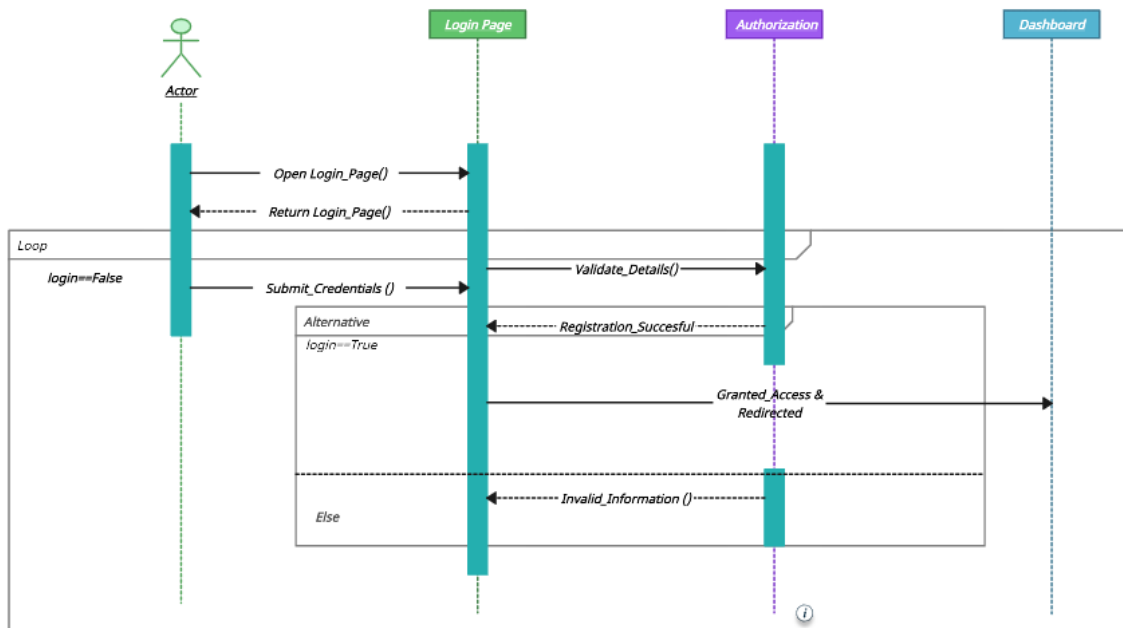 Login Page
Authorization
Dashboard
Actor
Open Login_Page()
Return Login_Page()
Loop
login==False
Validate_Details()
Submit_Credentials ()
Alternative
Registration_Succesful
login==True
Granted_Access &
Redirected
Invalid_Information ()
Else
i